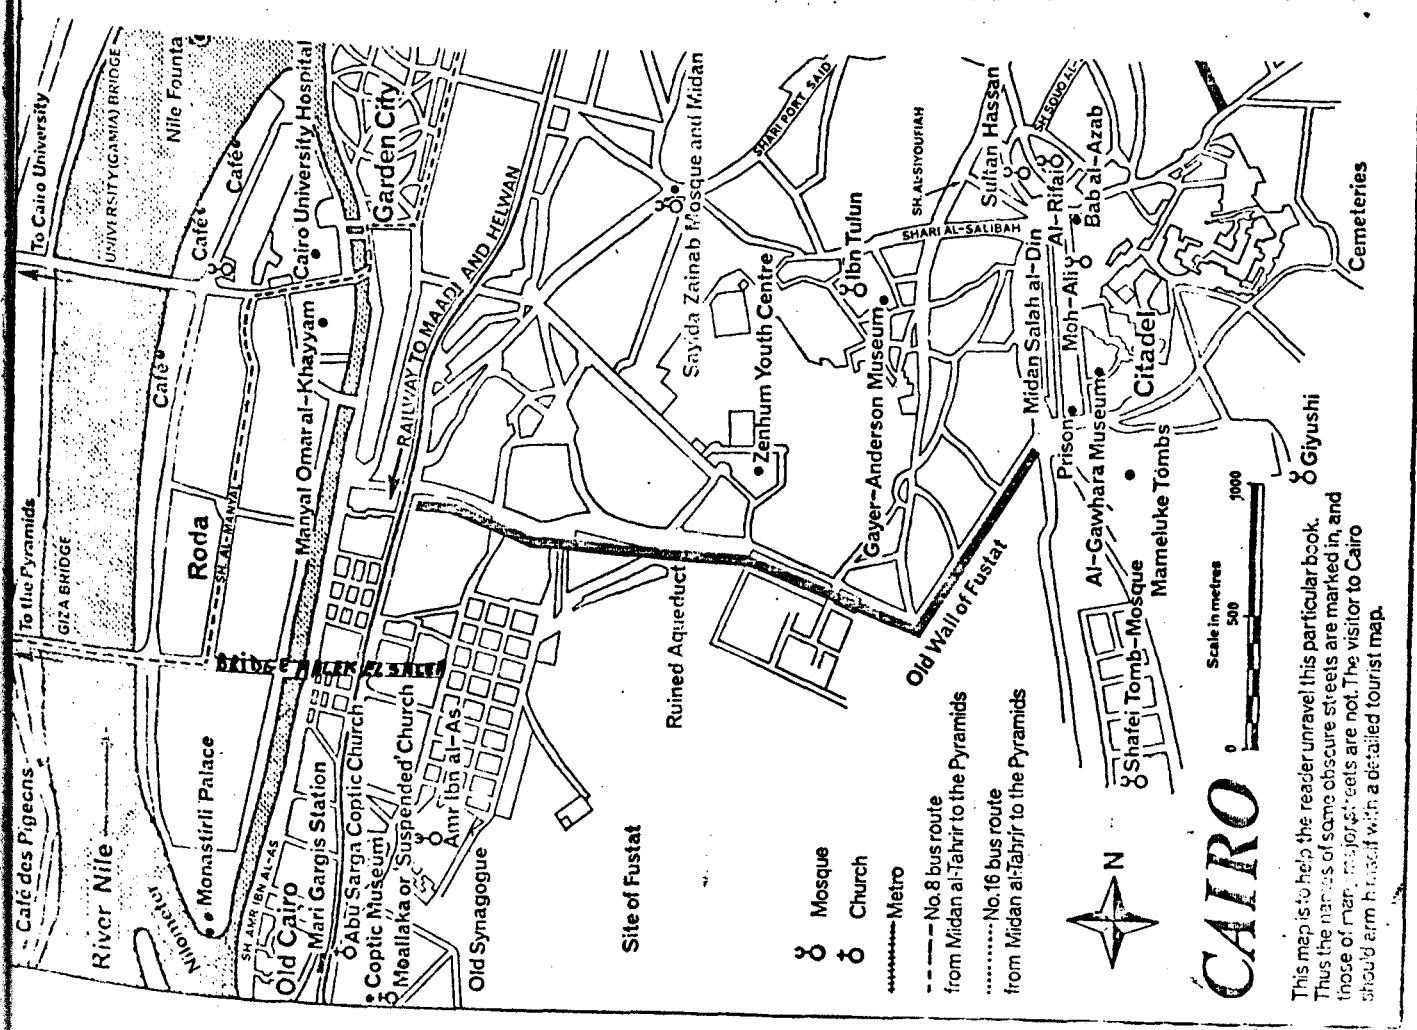 To Cairo University
UNIVERSITY (GAMIA) BRIDGE
Nile Founta
Café
Café
Café
Cairo University Hospital
Garden City
To the Pyramids
GIZA BRIDGE
Roda
SH. AL-MANYAL
Manyal Omar al-Khayyam
RAILWAY TO MAADI AND HELWAN
Sayida Zainab Mosque and Midan
SHARI PORT SAID
SH. AL-SIYOUFIAH
Sultan Hassan
SH SOUQ AL-
Al-Rifai
Bab al-Azab
SHARI AL-SALIBAH
Ibn Tulun
Zenhum Youth Centre
Gayer-Anderson Museum
Midan Salah al-Din
Moh-Ali
Citadel
Cemeteries
Prison
Al-Gawhara Museum
Mameluke Tombs
Giyushi
Café des Pigeons
River Nile
Nilometer
Monastirli Palace
BRIDGE MALEK EL SALEH
SH AMR IBN AL-AS
Old Cairo
Mari Gargis Station
Abu Sarga Coptic Church
Coptic Museum
Moallaka or 'Suspended' Church
Amr Ibn al-As
Old Synagogue
Ruined Aqueduct
Old Wall of Fustat
Site of Fustat
Shafei Tomb-Mosque
Mosque
Church
Metro
No. 8 bus route
from Midan al-Tahrir to the Pyramids
No. 16 bus route
from Midan al-Tahrir to the Pyramids
N
Scale in metres
0 500 1000
CAIRO
This map is to help the reader unravel this particular book.
Thus the names of some obscure streets are marked in, and
those of many major streets are not. The visitor to Cairo
should arm himself with a detailed tourist map.